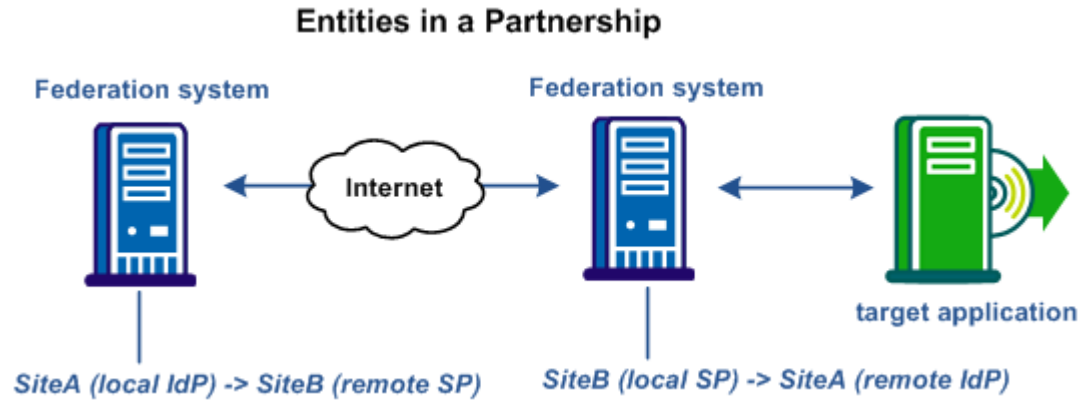 Entities in a Partnership
Federation system
Federation system
Internet
target application
SiteA (local IdP) -> SiteB (remote SP)
SiteB (local SP) -> SiteA (remote IdP)